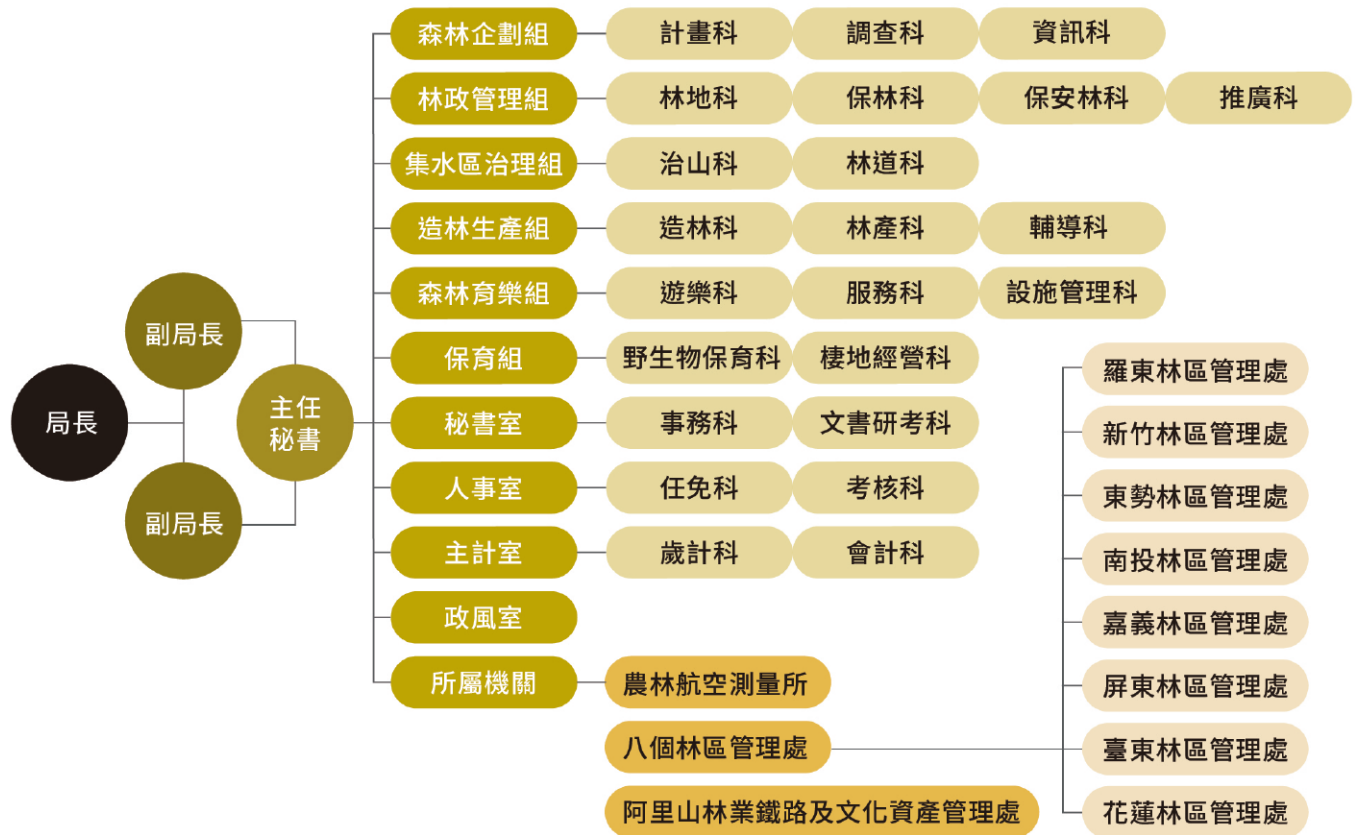 局長
副局長
副局長
主任
秘書
森林企劃組 計畫科 調查科 資訊科
林政管理組 林地科 保林科 保安林科 推廣科
集水區治理組 治山科 林道科
造林生產組 造林科 林產科 輔導科
森林育樂組 遊樂科 服務科 設施管理科
保育組 野生物保育科 棲地經營科
秘書室 事務科 文書研考科
人事室 任免科 考核科
主計室 歲計科 會計科
政風室
所屬機關 農林航空測量所
八個林區管理處
阿里山林業鐵路及文化資產管理處
羅東林區管理處
新竹林區管理處
東勢林區管理處
南投林區管理處
嘉義林區管理處
屏東林區管理處
臺東林區管理處
花蓮林區管理處